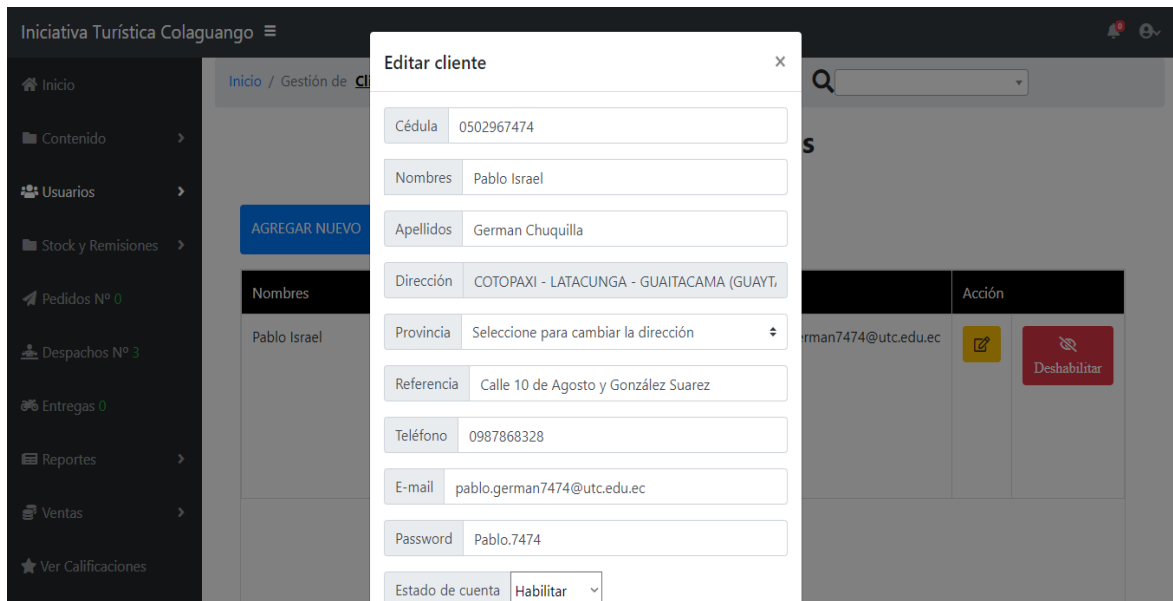 Iniciativa Turística Colaguango
0
Inicio
Contenido
Usuarios
Stock y Remisiones
Pedidos Nº 0
Despachos Nº 3
Entregas 0
Reportes
Ventas
Ver Calificaciones
Inicio / Gestión de Cli
s
AGREGAR NUEVO
Nombres
Acción
Pablo Israel
erman7474@utc.edu.ec
Deshabilitar
Editar cliente
×
Cédula 0502967474
Nombres Pablo Israel
Apellidos German Chuquilla
Dirección COTOPAXI - LATACUNGA - GUAITACAMA (GUAYT
Provincia Seleccione para cambiar la dirección
Referencia Calle 10 de Agosto y González Suarez
Teléfono 0987868328
E-mail pablo.german7474@utc.edu.ec
Password Pablo.7474
Estado de cuenta Habilitar